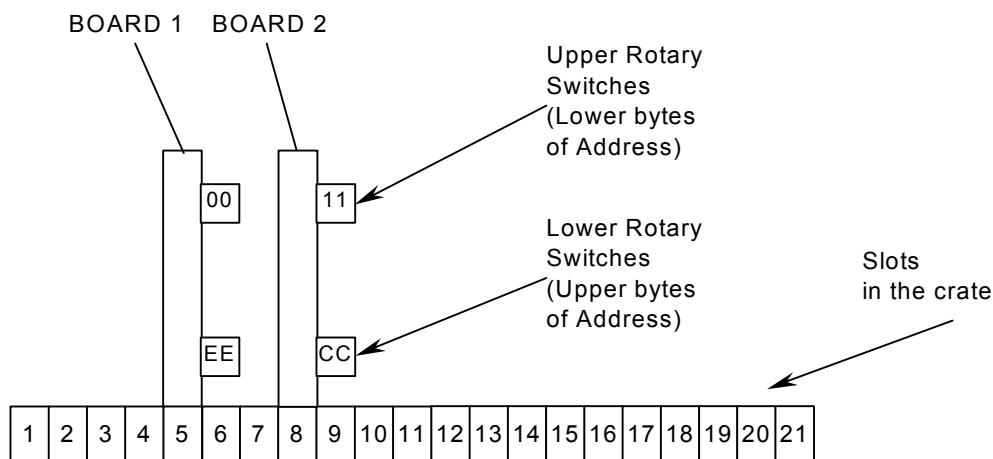 BOARD 1 BOARD 2
Upper Rotary
Switches
(Lower bytes
of Address)
00 11
Lower Rotary
Switches
(Upper bytes
of Address)
Slots
in the crate
EE CC
1 2 3 4 5 6 7 8 9 10 11 12 13 14 15 16 17 18 19 20 21